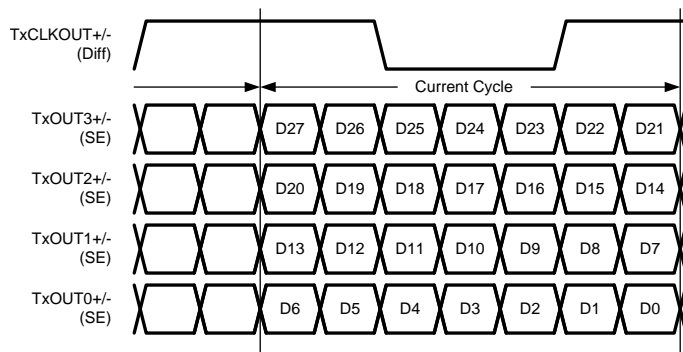 TxCLKOUT+/-
(Diff)
Current Cycle
TxOUT3+/-
(SE)
D27 D26 D25 D24 D23 D22 D21
TxOUT2+/-
(SE)
D20 D19 D18 D17 D16 D15 D14
TxOUT1+/-
(SE)
D13 D12 D11 D10 D9 D8 D7
TxOUT0+/-
(SE)
D6 D5 D4 D3 D2 D1 D0